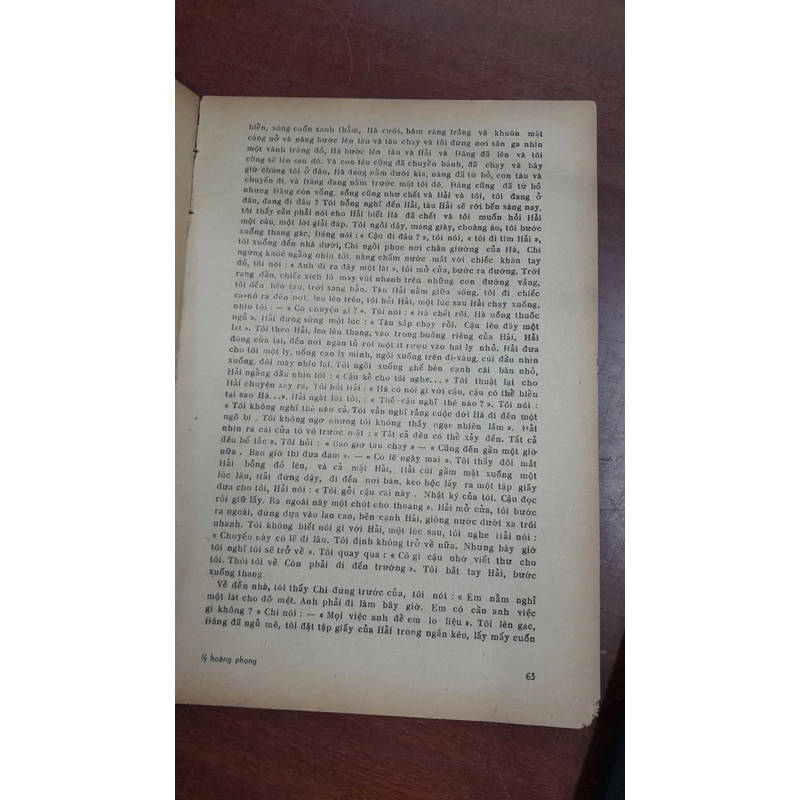 biển, sóng cuốn xanh thẳm, Hà cười, hàm răng trắng và khuôn mặt
căng nở và nàng bước lên tàu và tàu chạy và tôi đứng nơi sân ga nhìn
một vành trăng đỏ, Hà bước lên tàu và Hải và Đăng đã lên và tôi
cũng sẽ lên sau đó. Và con tàu cũng đã chuyển bánh, đã chạy và bây
giờ chúng tôi ở đâu, Hà đang nằm dưới kia, nàng đã từ bỏ, con tàu và
chuyến đi, và Đăng đang nằm trước mặt tôi đó, Đăng cũng đã từ bỏ
nhưng Đăng còn sống, sống cũng như chết và Hải và tôi, tôi đang ở
đâu, đang đi đâu ? Tôi bỗng nghĩ đến Hải, tàu Hải sẽ rời bến sáng nay,
tôi thấy cần phải nói cho Hải biết Hà đã chết và tôi muốn hỏi Hải
một câu, một lời giải đáp. Tôi ngồi dậy, mang giày, choàng áo, tôi bước
xuống thang gác, Đăng nói : « Cậu đi đâu ? », tôi nói, « tôi đi tìm Hải »,
tôi xuống đến nhà dưới, Chi ngồi phục nơi chân giường của Hà, Chi
ngừng khúc ngẳng nhìn tôi, nàng chấm nước mắt với chiếc khăn tay
đỏ, tôi nói : « Anh đi ra đây một lát », tôi mở cửa, bước ra đường. Trời
rạng dần, chiếc xích lô máy vút nhanh trên những con đường vắng,
tôi đến bến tàu, trời sáng hẳn. Tàu Hải nằm giữa sông, tôi đi chiếc
ca-nô ra đến nơi, leo lên trên, tôi hỏi Hải, một lúc sau Hải chạy xuống,
nhìn tôi : — « Có chuyện gì ? ». Tôi nói : « Hà chết rồi. Hà uống thuốc
ngủ ». Hải đứng sững một lúc : « Tàu sắp chạy rồi. Cậu lên đây một
lát ». Tôi theo Hải, leo lên thang, vào trong buồng riêng của Hải, Hải
đóng cửa lại, đến nơi ngăn tủ rót một ít rượu vào hai ly nhỏ. Hải đưa
cho tôi một ly, uống cạn ly mình, ngồi xuống trên đi-văng, cúi đầu nhìn
xuống, đôi mày nhíu lại. Tôi ngồi xuống ghế bên cạnh cái bàn nhỏ,
Hải ngẳng đầu nhìn tôi : « Cậu kể cho tôi nghe... » Tôi thuật lại cho
Hải chuyện xảy ra. Tôi hỏi Hải : « Hà có nói gì với cậu, cậu có thể hiểu
tại sao Hà... ». Hải ngắt lời tôi, : « Thế cậu nghĩ thế nào ? ». Tôi nói :
« Tôi không nghĩ thế nào cả. Tôi vẫn nghĩ rằng cuộc đời Hà đi đến một
ngõ bí . Tôi không ngờ nhưng tôi không thấy ngạc nhiên lắm ». Hải
nhìn ra cái cửa tò vò trước mặt : « Tất cả đều có thể xảy đến. Tất cả
đều bế tắc ». Tôi hỏi : « Bao giờ tàu chạy » — « Cũng đến gần một giờ
nữa . Bao giờ thì đưa đám ». — « Có lẽ ngày mai ». Tôi thấy đôi mắt
Hải bỗng đỏ lên, và cả mặt Hải, Hải cúi gằm mặt xuống một
lúc lâu, Hải đứng dậy, đi đến nơi bàn, kéo hộc lấy ra một tập giấy
đưa cho tôi, Hải nói : « Tôi gởi cậu cái này . Nhật ký của tôi. Cậu đọc
rồi giữ lấy. Ra ngoài này một chút cho thoáng ». Hải mở cửa, tôi bước
ra ngoài, đứng dựa vào lan can, bên cạnh Hải, giòng nước dưới xa trôi
nhanh. Tôi không biết nói gì với Hải, một lúc sau, tôi nghe Hải nói :
« Chuyến này có lẽ đi lâu. Tôi định không trở về nữa. Nhưng bây giờ
tôi nghĩ tôi sẽ trở về ». Tôi quay qua : « Có gì cậu nhớ viết thư cho
tôi. Thôi tôi về. Còn phải đi đến trường ». Tôi bắt tay Hải, bước
xuống thang
Về đến nhà, tôi thấy Chi đứng trước cửa, tôi nói : « Em nằm nghỉ
một lát cho đỡ mệt. Anh phải đi làm bây giờ. Em có cần anh việc
gì không ? » Chi nói : — « Mọi việc anh để em lo liệu ». Tôi lên gác,
Đăng đã ngủ mê, tôi đặt tập giấy của Hải trong ngăn kéo, lấy mấy cuốn
lý hoàng phong
63